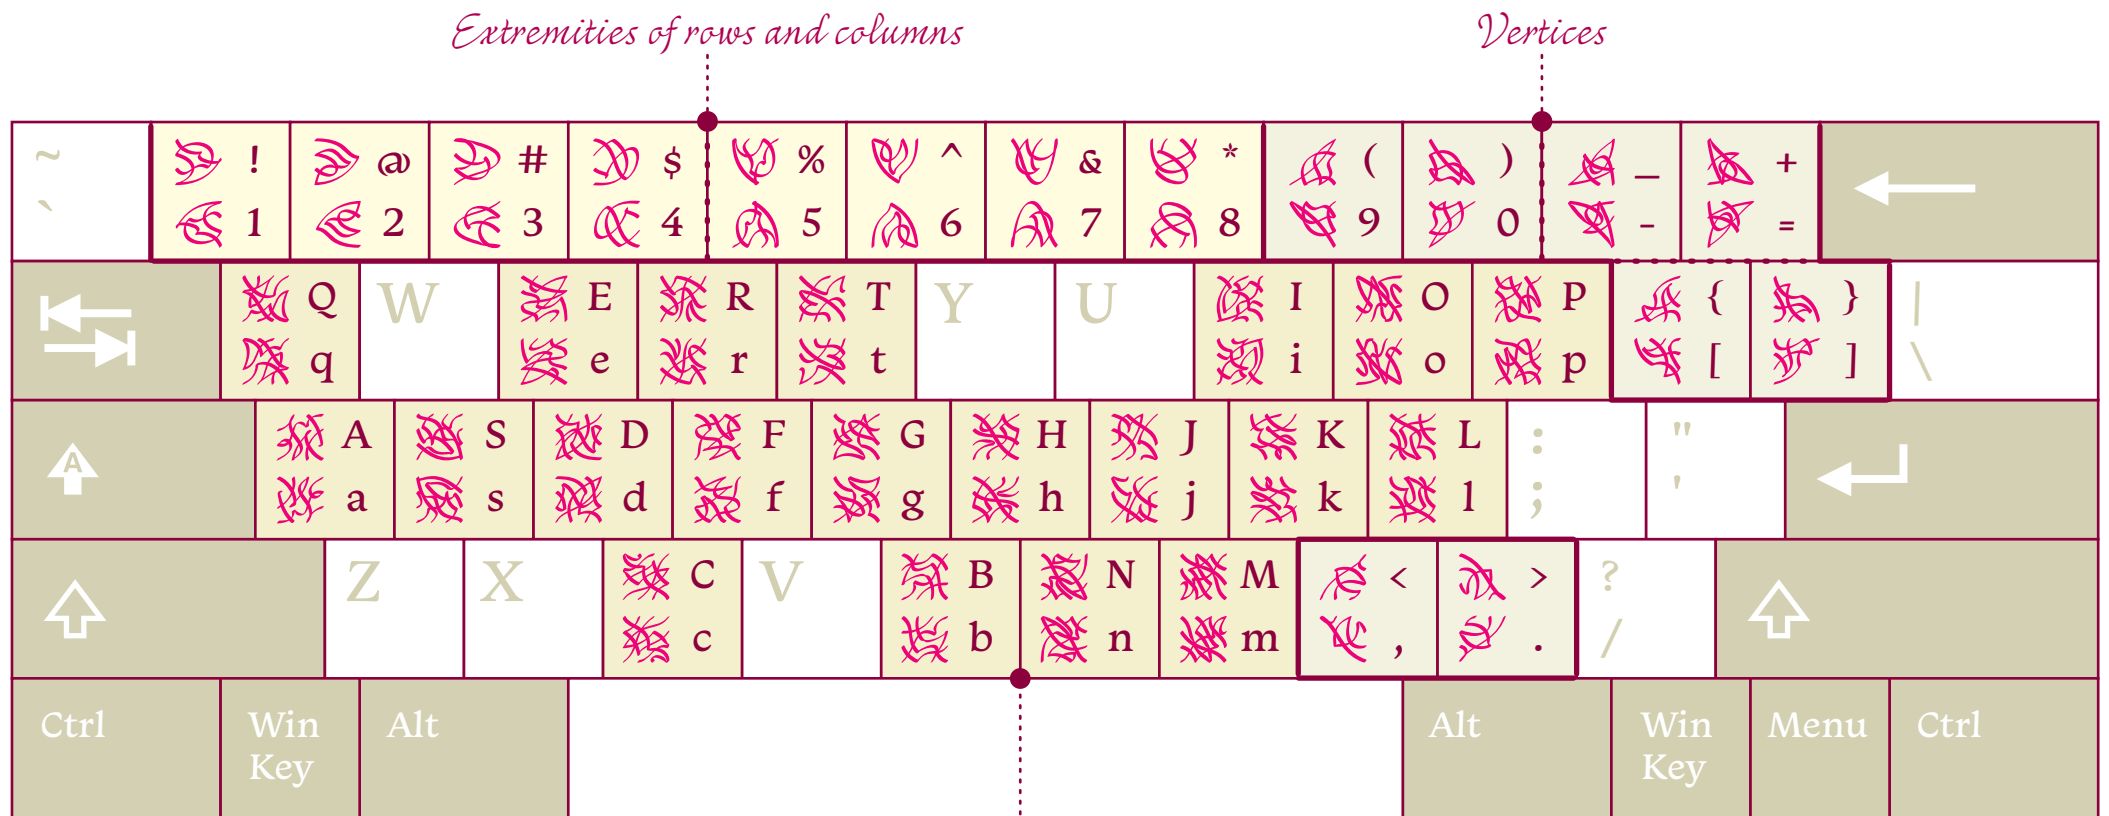 Extremities of rows and columns Vertices
~ ! @ # $ % ^ & * ( ) _ +
` 1 2 3 4 5 6 7 8 9 0 - =
Q W E R T Y U I O P { } |
q e r t i o p [ ] \
A A S D F G H J K L : "
a s d f g h j k l ; '
Z X C V B N M < > ?
c b n m , . /
Ctrl Win Alt Alt Win Menu Ctrl
Key Key